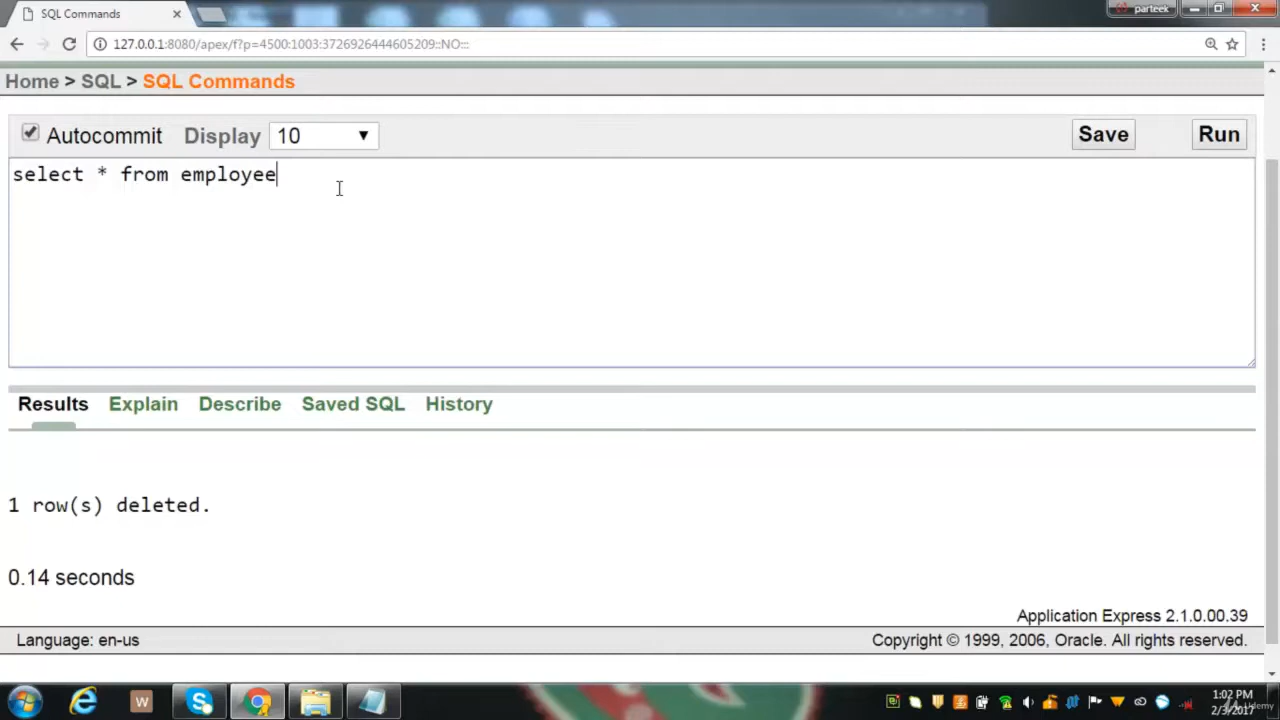 SQL Commands
parteek
127.0.0.1:8080/apex/f?p=4500:1003:3726926444605209::NO:::
Home > SQL > SQL Commands
Autocommit Display 10 Save Run
select * from employee
Results Explain Describe Saved SQL History
1 row(s) deleted.
0.14 seconds
Application Express 2.1.0.00.39
Language: en-us Copyright © 1999, 2006, Oracle. All rights reserved.
W
1:02 PM
2/3/2017
Udemy